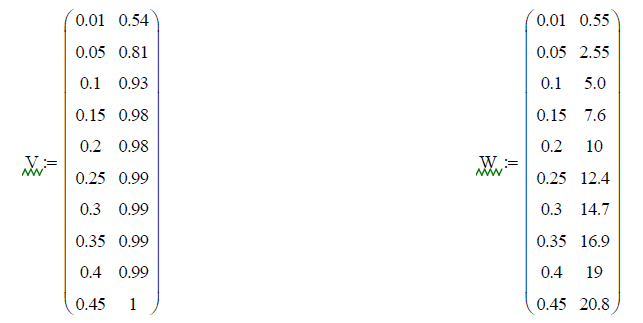 0.01 0.54 0.01 0.55
0.05 0.81 0.05 2.55
0.1 0.93 0.1 5.0
0.15 0.98 0.15 7.6
V := 0.2 0.98 W := 0.2 10
0.25 0.99 0.25 12.4
0.3 0.99 0.3 14.7
0.35 0.99 0.35 16.9
0.4 0.99 0.4 19
0.45 1 0.45 20.8